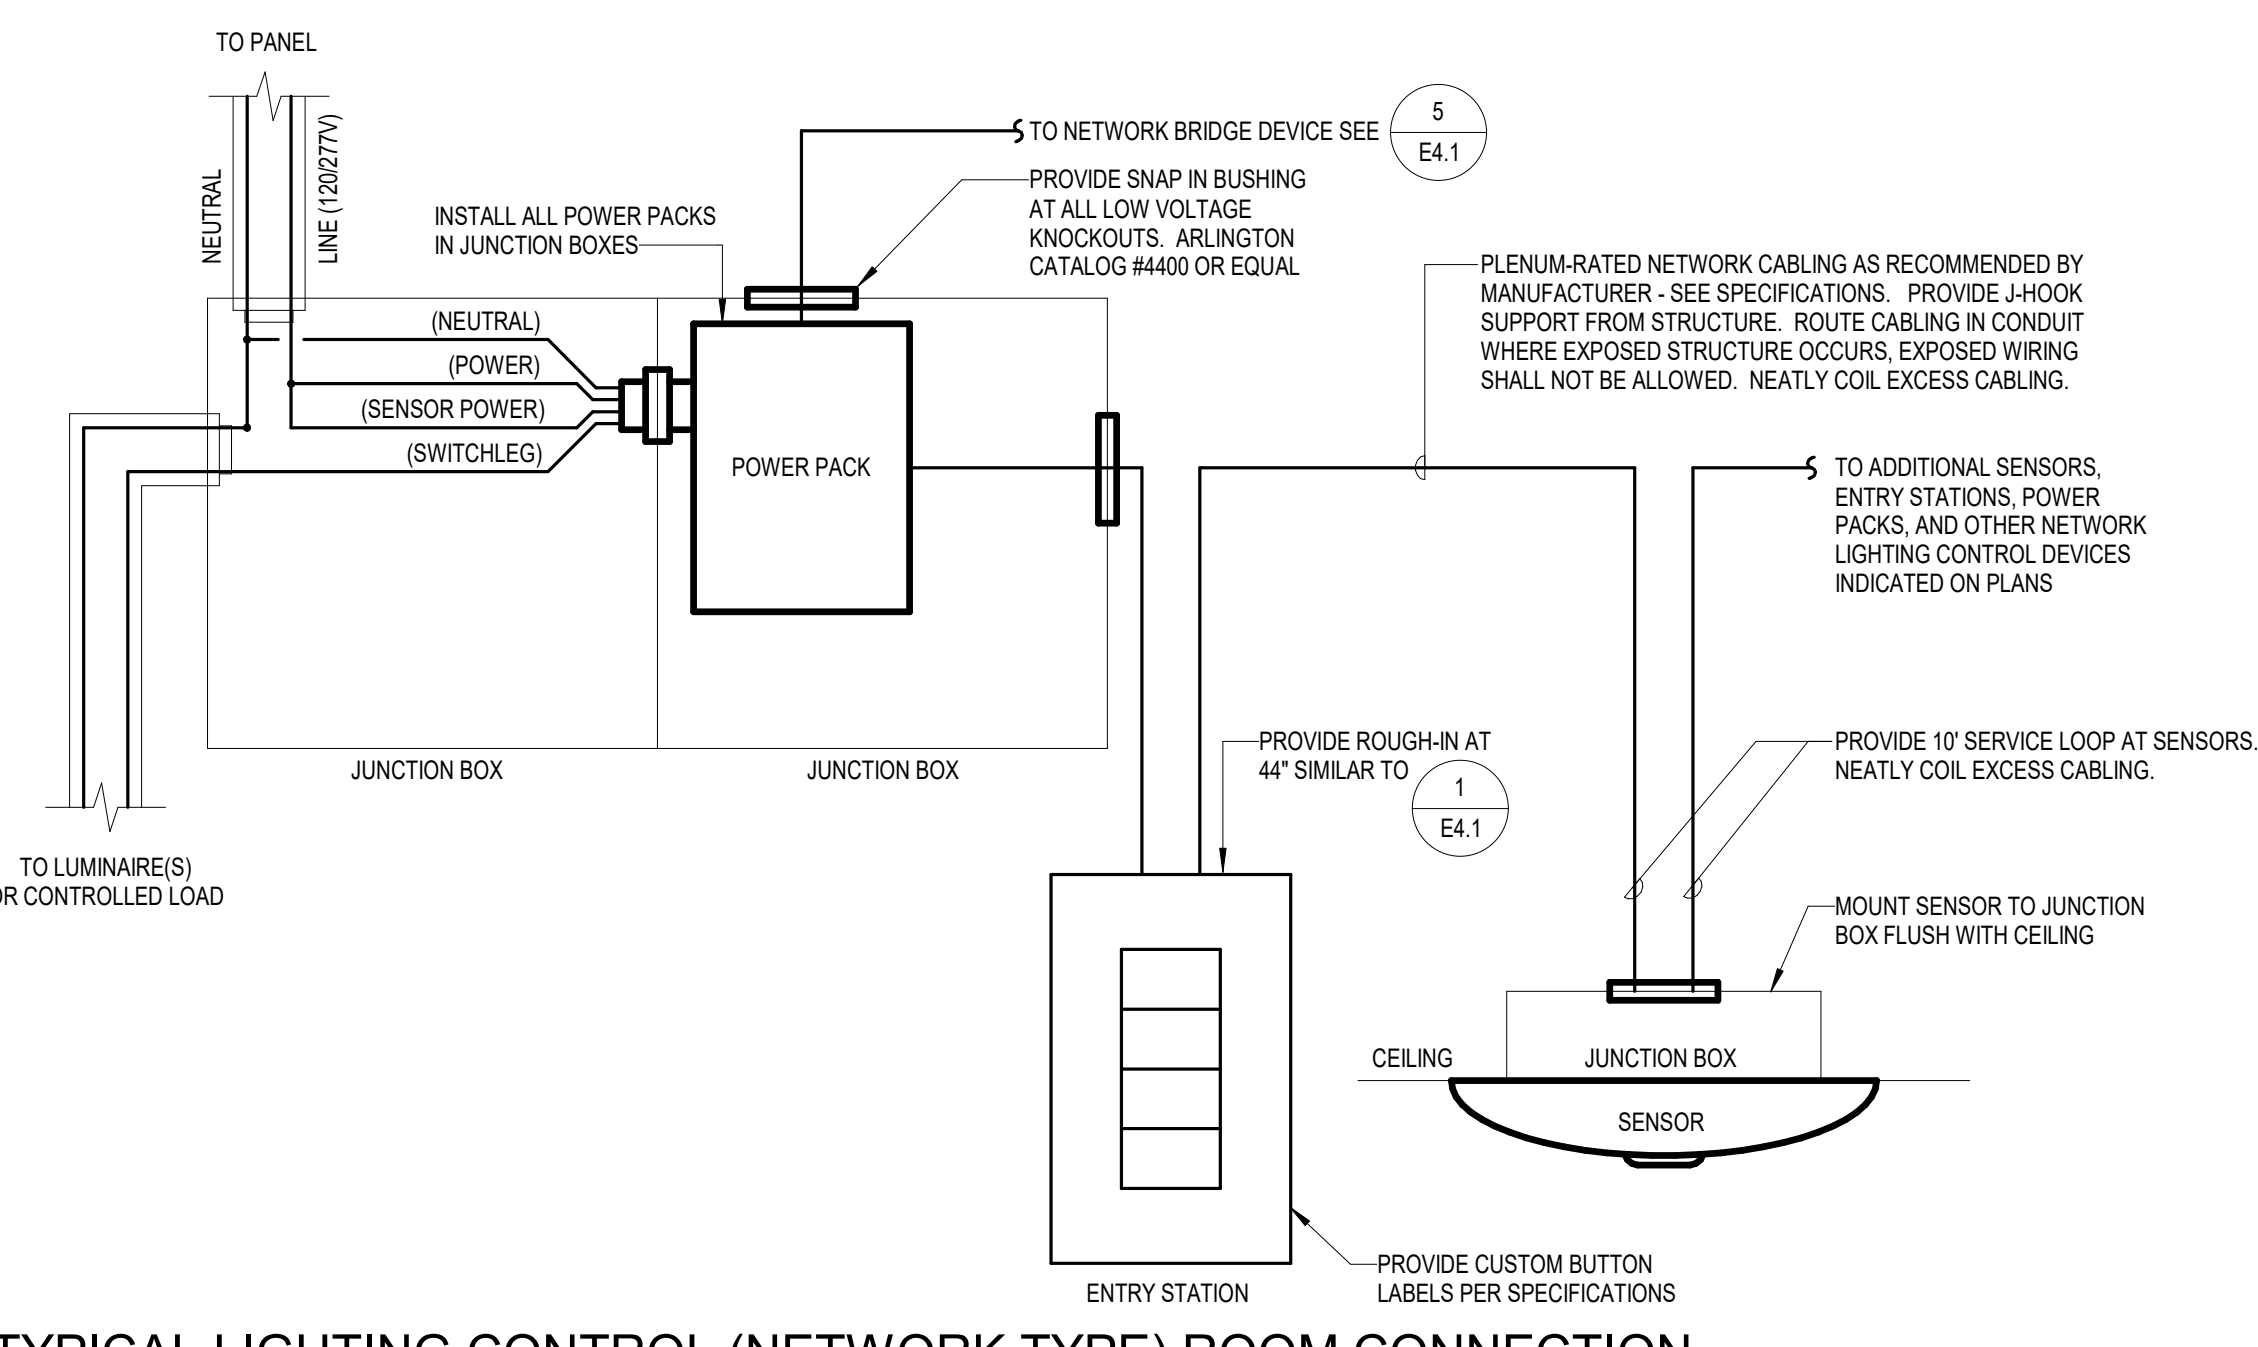 TO PANEL
NEUTRAL
LINE (120/277V)
INSTALL ALL POWER PACKS
IN JUNCTION BOXES
TO NETWORK BRIDGE DEVICE SEE
5
E4.1
PROVIDE SNAP IN BUSHING
AT ALL LOW VOLTAGE
KNOCKOUTS. ARLINGTON
CATALOG #4400 OR EQUAL
PLENUM-RATED NETWORK CABLING AS RECOMMENDED BY
MANUFACTURER - SEE SPECIFICATIONS. PROVIDE J-HOOK
SUPPORT FROM STRUCTURE. ROUTE CABLING IN CONDUIT
WHERE EXPOSED STRUCTURE OCCURS, EXPOSED WIRING
SHALL NOT BE ALLOWED. NEATLY COIL EXCESS CABLING.
(NEUTRAL)
(POWER)
(SENSOR POWER)
(SWITCHLEG)
POWER PACK
TO ADDITIONAL SENSORS,
ENTRY STATIONS, POWER
PACKS, AND OTHER NETWORK
LIGHTING CONTROL DEVICES
INDICATED ON PLANS
JUNCTION BOX
JUNCTION BOX
PROVIDE ROUGH-IN AT
44" SIMILAR TO
1
E4.1
PROVIDE 10' SERVICE LOOP AT SENSORS.
NEATLY COIL EXCESS CABLING.
TO LUMINAIRE(S)
OR CONTROLLED LOAD
MOUNT SENSOR TO JUNCTION
BOX FLUSH WITH CEILING
CEILING
JUNCTION BOX
SENSOR
PROVIDE CUSTOM BUTTON
LABELS PER SPECIFICATIONS
ENTRY STATION
TYPICAL LIGHTING CONTROL (NETWORK TYPE) ROOM CONNECTION